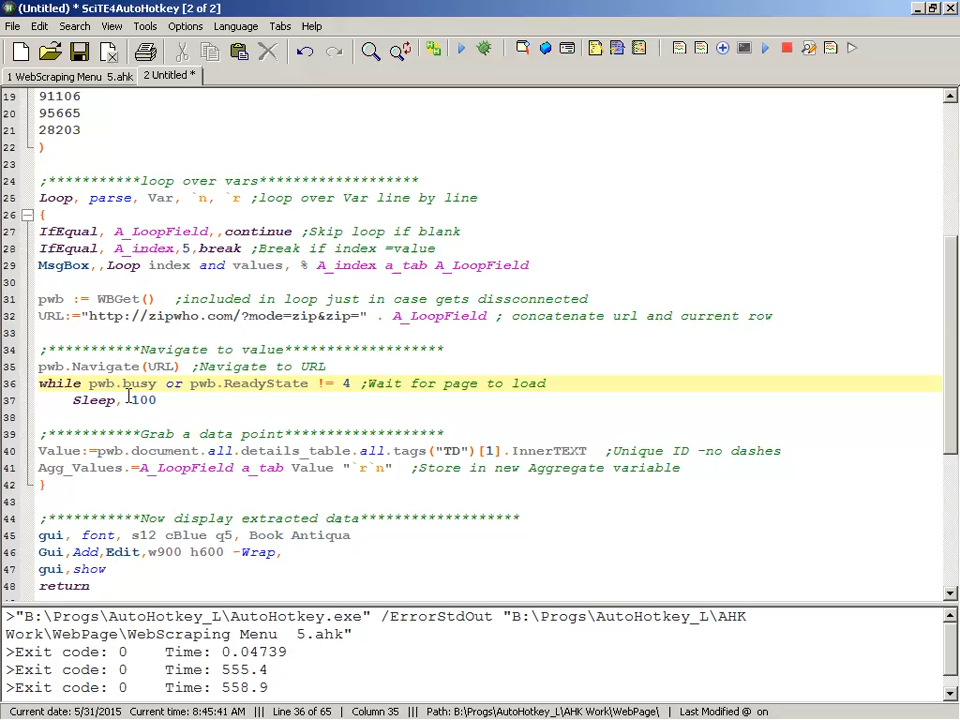 (Untitled) * SciTE4AutoHotkey [2 of 2]
File Edit Search View Tools Options Language Tabs Help
1 WebScraping Menu  5.ahk 2 Untitled *
19 91106
20 95665
21 28203
22 )
23
24 ;***********loop over vars*******************
25 Loop, parse, Var, `n, `r ;loop over Var line by line
26 {
27 IfEqual, A_LoopField,,continue ;Skip loop if blank
28 IfEqual, A_index,5,break ;Break if index =value
29 MsgBox,,Loop index and values, % A_index a_tab A_LoopField
30
31 pwb := WBGet()  ;included in loop just in case gets dissconnected
32 URL:="http://zipwho.com/?mode=zip&zip=" . A_LoopField ; concatenate url and current row
33
34 ;***********Navigate to value*******************
35 pwb.Navigate(URL) ;Navigate to URL
36 while pwb.busy or pwb.ReadyState != 4 ;Wait for page to load
37 Sleep, 100
38
39 ;***********Grab a data point*******************
40 Value:=pwb.document.all.details_table.all.tags("TD")[1].InnerTEXT  ;Unique ID -no dashes
41 Agg_Values.=A_LoopField a_tab Value "`r`n"  ;Store in new Aggregate variable
42 }
43
44 ;***********Now display extracted data*******************
45 gui, font, s12 cBlue q5, Book Antiqua
46 Gui,Add,Edit,w900 h600 -Wrap,
47 gui,show
48 return
>"B:\Progs\AutoHotkey_L\AutoHotkey.exe" /ErrorStdOut "B:\Progs\AutoHotkey_L\AHK
Work\WebPage\WebScraping Menu  5.ahk"
>Exit code: 0    Time: 0.04739
>Exit code: 0    Time: 555.4
>Exit code: 0    Time: 558.9
Current date: 5/31/2015  Current time: 8:45:41 AM ||| Line 36 of 65 | Column 35 ||| Path: B:\Progs\AutoHotkey_L\AHK Work\WebPage\ | Last Modified @  on